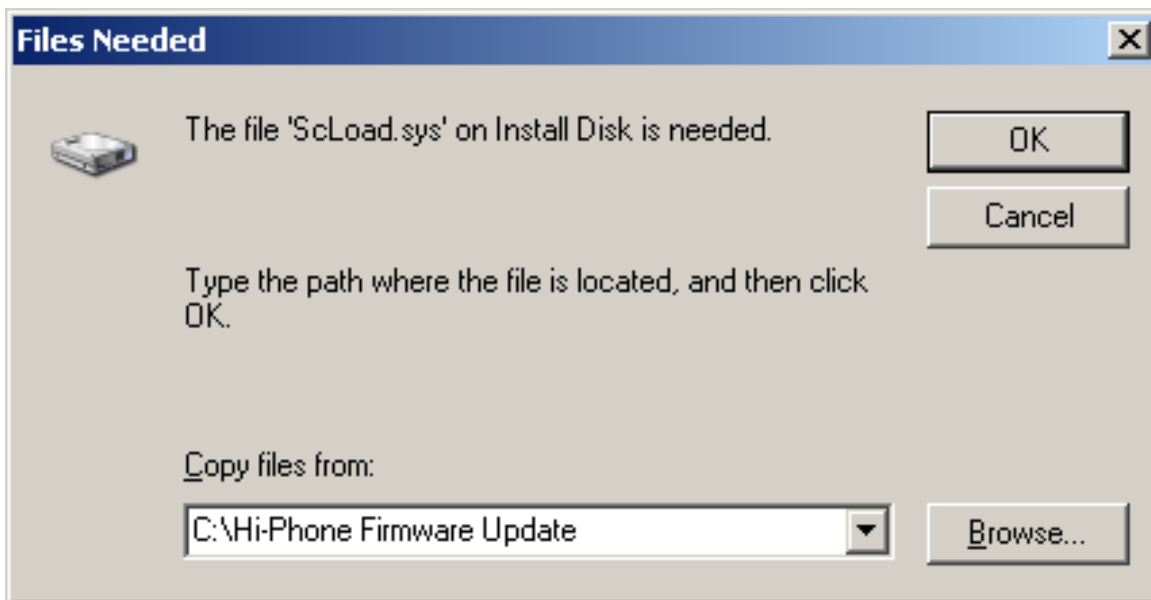 Files Needed
The file 'ScLoad.sys' on Install Disk is needed.
OK
Cancel
Type the path where the file is located, and then click
OK.
Copy files from:
C:\Hi-Phone Firmware Update
Browse...